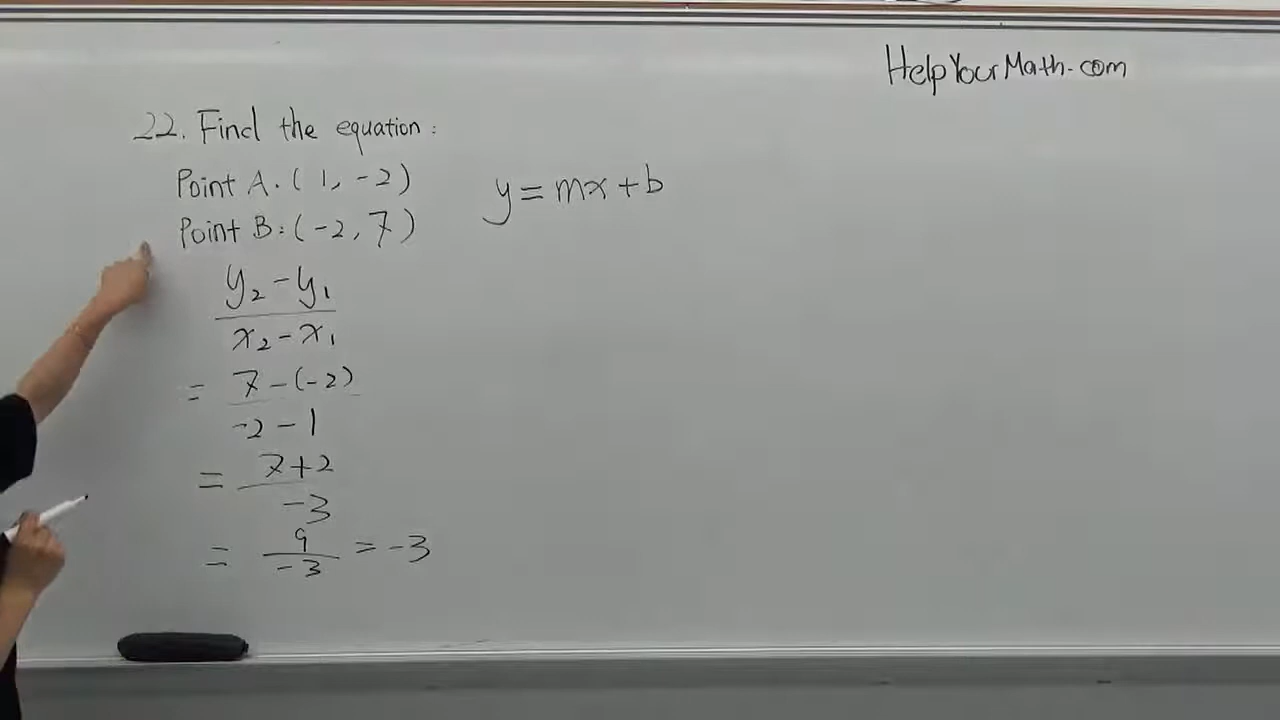 HelpYourMath.com
22. Find the equation:
Point A. (1, -2)
Point B: (-2, 7)
y = mx + b
y₂ - y₁
x₂ - x₁
= 7 - (-2)
-2 - 1
= 7+2
-3
= 9
-3
= -3